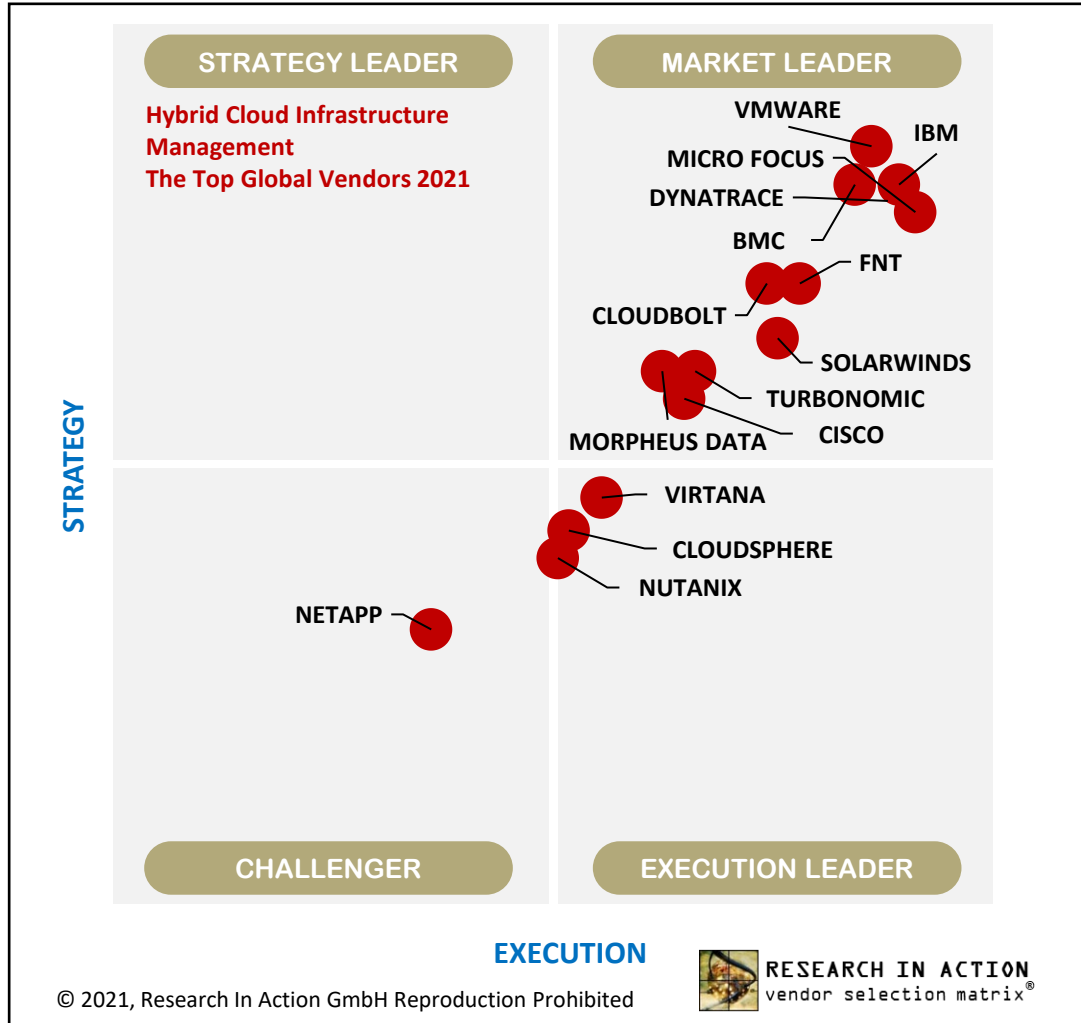 STRATEGY LEADER
MARKET LEADER
Hybrid Cloud Infrastructure
Management
The Top Global Vendors 2021
VMWARE
IBM
MICRO FOCUS
DYNATRACE
BMC
FNT
CLOUDBOLT
SOLARWINDS
TURBONOMIC
MORPHEUS DATA
CISCO
STRATEGY
VIRTANA
CLOUDSPHERE
NUTANIX
NETAPP
CHALLENGER
EXECUTION LEADER
EXECUTION
© 2021, Research In Action GmbH Reproduction Prohibited
RESEARCH IN ACTION
vendor selection matrix®